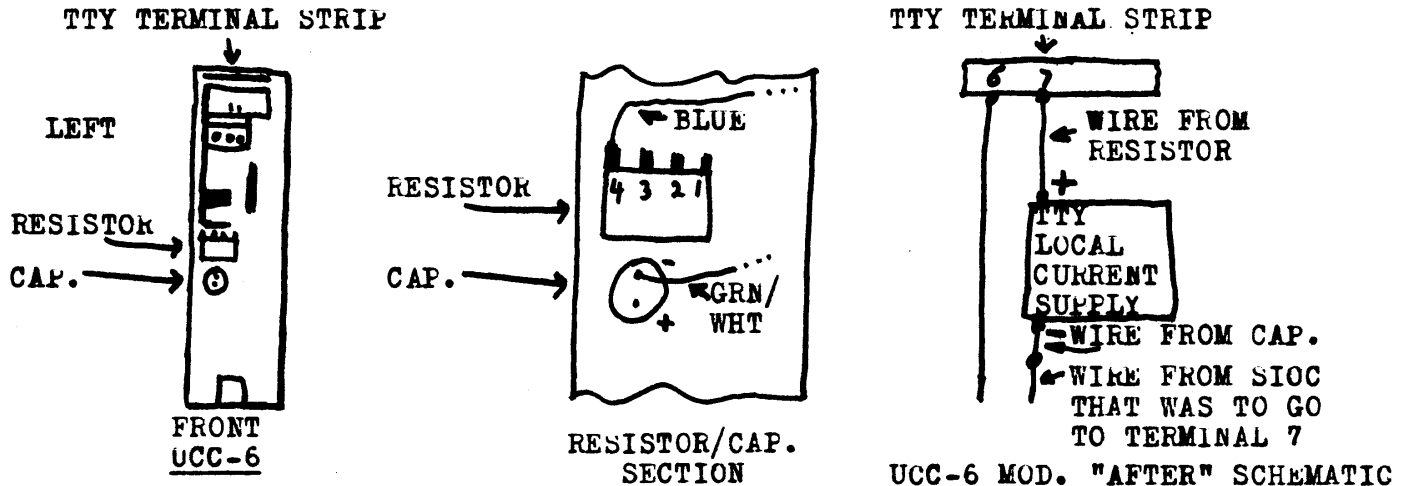 TTY TERMINAL STRIP
LEFT
RESISTOR
CAP.
FRONT
UCC-6
BLUE
4 3 2 1
RESISTOR
CAP.
-
GRN/
WHT
+
RESISTOR/CAP.
SECTION
TTY TERMINAL STRIP
6 7
WIRE FROM
RESISTOR
+
TTY
LOCAL
CURRENT
SUPPLY
-
WIRE FROM CAP.
WIRE FROM SIOC
THAT WAS TO GO
TO TERMINAL 7
UCC-6 MOD. "AFTER" SCHEMATIC